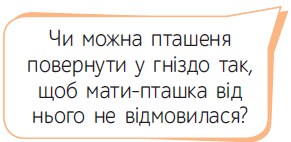 Чи можна пташеня
повернути у гніздо так,
щоб мати-пташка від
нього не відмовилася?